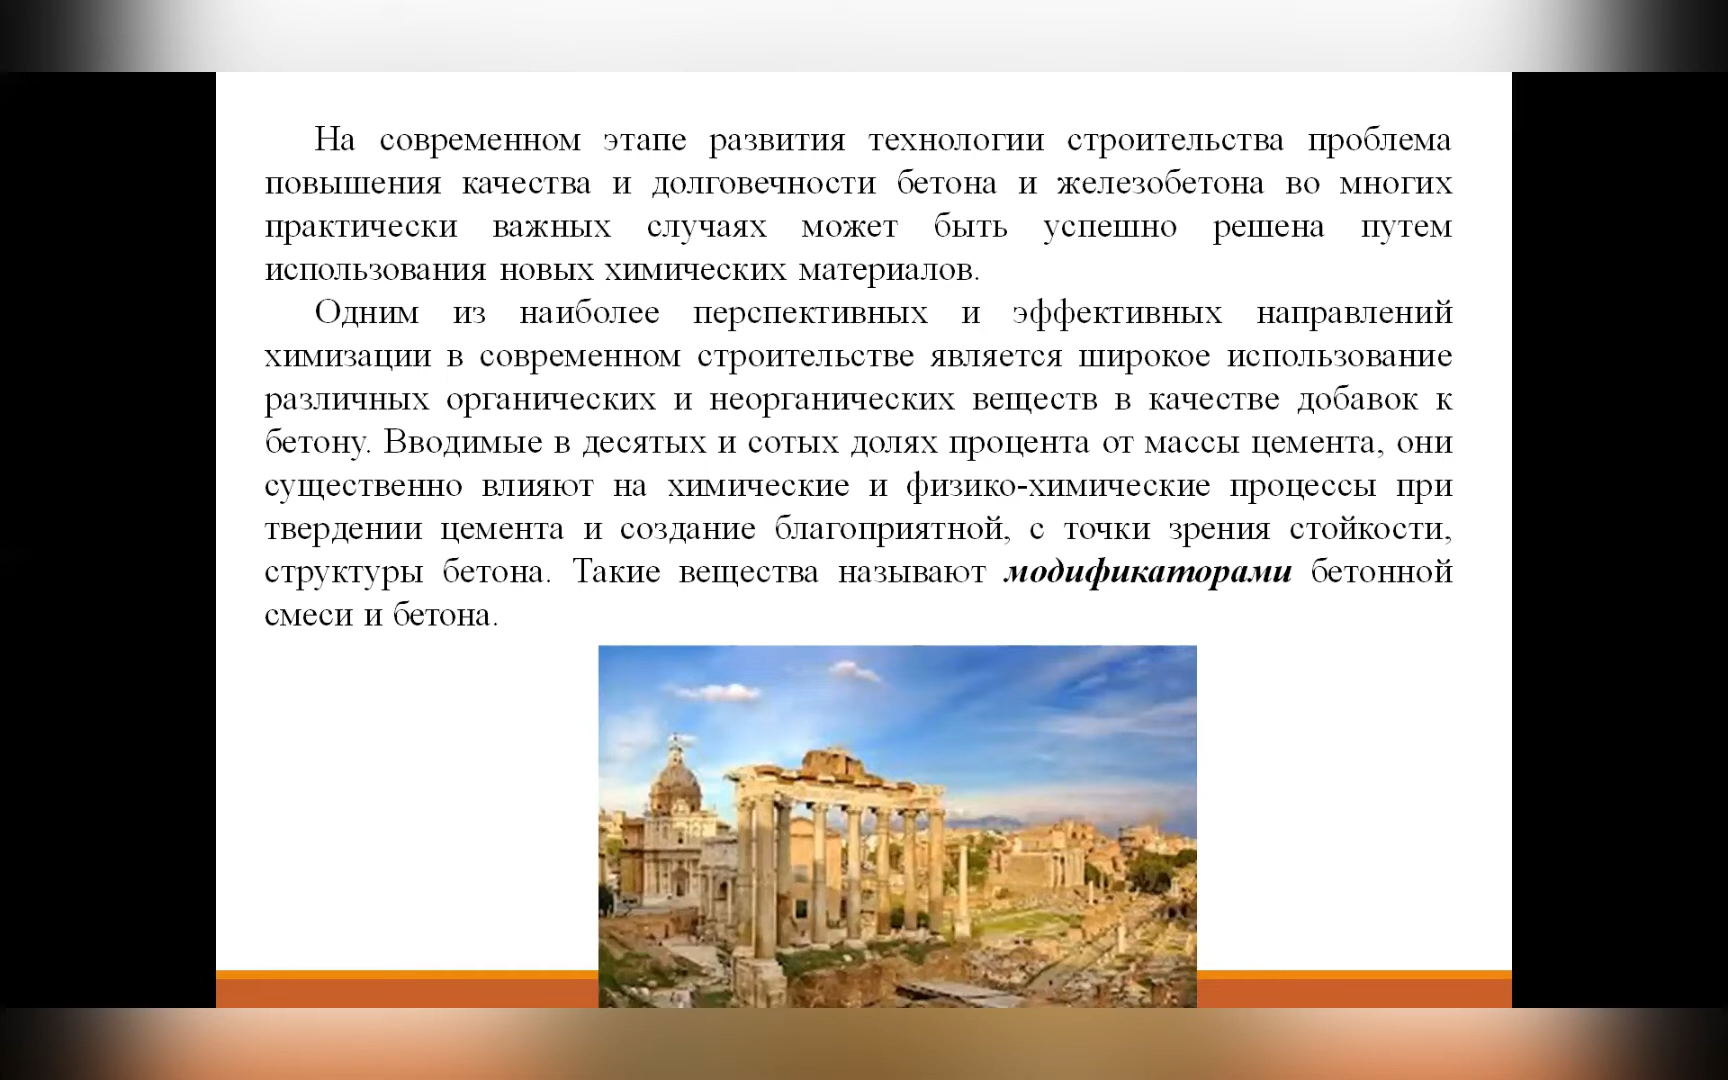 На современном этапе развития технологии строительства проблема
повышения качества и долговечности бетона и железобетона во многих
практически важных случаях может быть успешно решена путем
использования новых химических материалов.
Одним из наиболее перспективных и эффективных направлений
химизации в современном строительстве является широкое использование
различных органических и неорганических веществ в качестве добавок к
бетону. Вводимые в десятых и сотых долях процента от массы цемента, они
существенно влияют на химические и физико-химические процессы при
твердении цемента и создание благоприятной, с точки зрения стойкости,
структуры бетона. Такие вещества называют модификаторами бетонной
смеси и бетона.